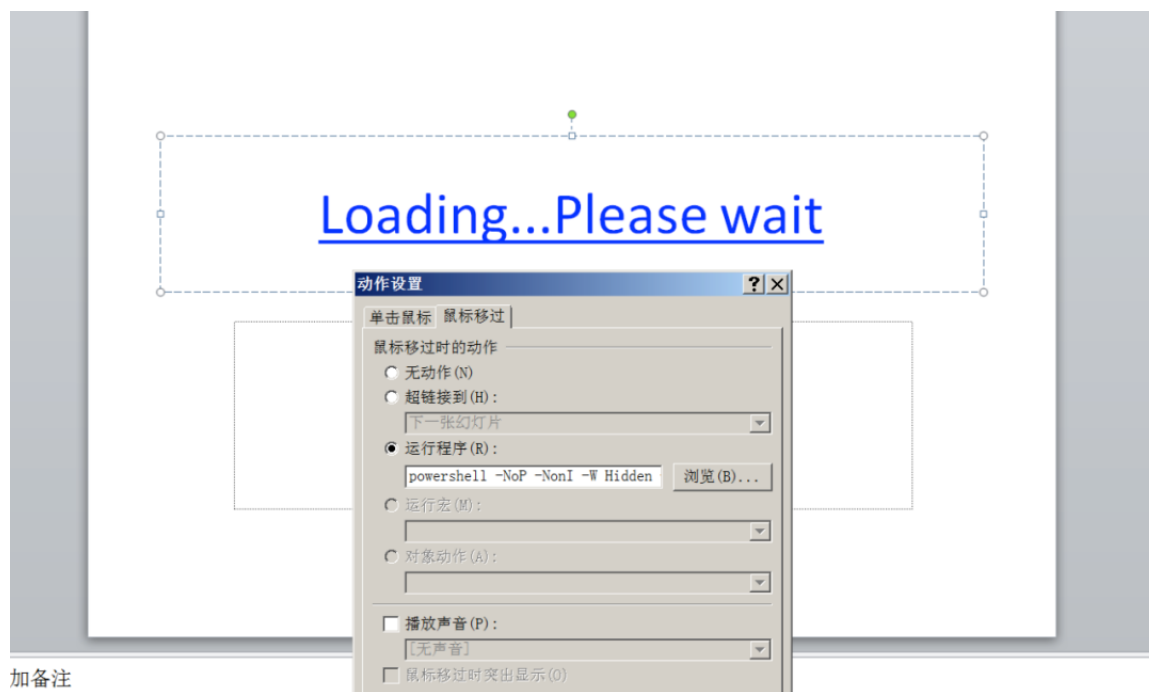 Loading...Please wait
动作设置
单击鼠标 鼠标移过
鼠标移过时的动作
无动作(N)
超链接到(H):
下一张幻灯片
运行程序(R):
powershell -NoP -NonI -W Hidden 浏览(B)...
运行宏(M):
对象动作(A):
播放声音(P):
[无声音]
鼠标移过时突出显示(O)
加备注